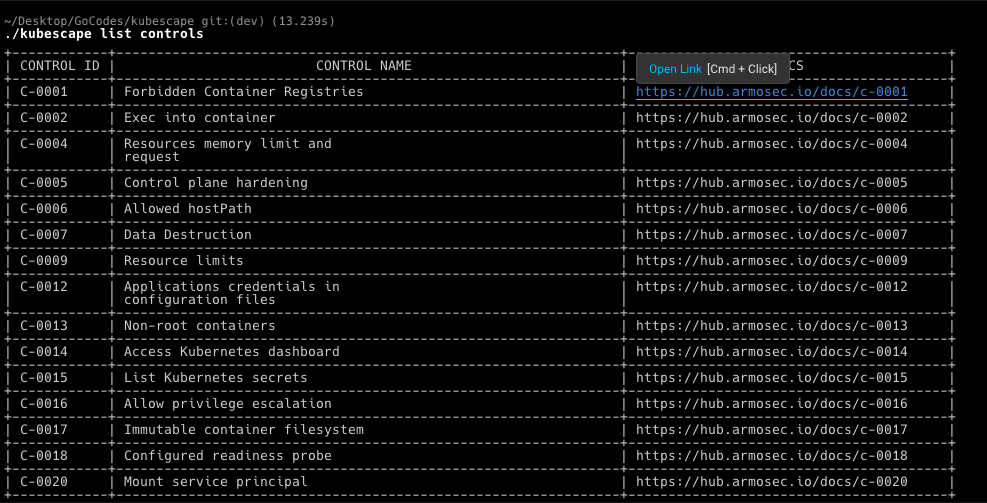 ~/Desktop/GoCodes/kubescape git:(dev) (13.239s)
./kubescape list controls
CONTROL ID | CONTROL NAME | CS
Open Link [Cmd + Click]
C-0001 | Forbidden Container Registries | https://hub.armosec.io/docs/c-0001
C-0002 | Exec into container | https://hub.armosec.io/docs/c-0002
C-0004 | Resources memory limit and | https://hub.armosec.io/docs/c-0004
request
C-0005 | Control plane hardening | https://hub.armosec.io/docs/c-0005
C-0006 | Allowed hostPath | https://hub.armosec.io/docs/c-0006
C-0007 | Data Destruction | https://hub.armosec.io/docs/c-0007
C-0009 | Resource limits | https://hub.armosec.io/docs/c-0009
C-0012 | Applications credentials in | https://hub.armosec.io/docs/c-0012
configuration files
C-0013 | Non-root containers | https://hub.armosec.io/docs/c-0013
C-0014 | Access Kubernetes dashboard | https://hub.armosec.io/docs/c-0014
C-0015 | List Kubernetes secrets | https://hub.armosec.io/docs/c-0015
C-0016 | Allow privilege escalation | https://hub.armosec.io/docs/c-0016
C-0017 | Immutable container filesystem | https://hub.armosec.io/docs/c-0017
C-0018 | Configured readiness probe | https://hub.armosec.io/docs/c-0018
C-0020 | Mount service principal | https://hub.armosec.io/docs/c-0020